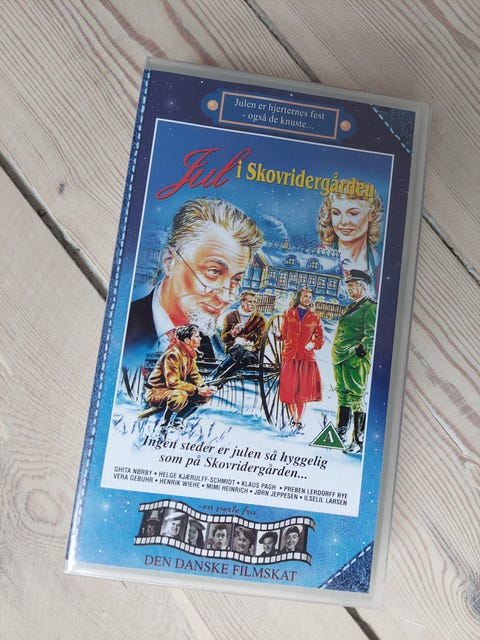 Julen er hjerternes fest
- også de knuste...
Jul i Skovridergården
A
Ingen steder er julen så hyggelig
som på Skovridergården...
GHITA NØRBY • HELGE KJÆRULFF-SCHMIDT • KLAUS PAGH • PREBEN LERDORFF RYE
VERA GEBUHR • HENRIK WIEHE • MIMI HEINRICH • JØRN JEPPESEN • ILSELIL LARSEN
-en perle fra
DEN DANSKE FILMSKAT